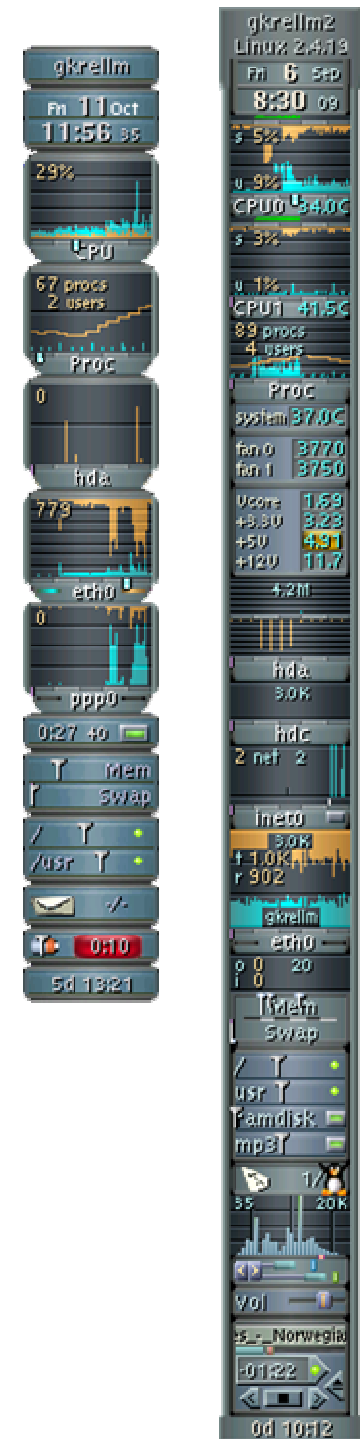 gkrellm
Fri 11 Oct
11:56 35
29%
CPU
67 procs
2 users
Proc
0
hda
779
eth0
0
ppp0
0:27 40
Mem
Swap
/
/usr
-/-
0:10
5d 13:21
gkrellm2
Linux 2.4.19
Fri 6 Sep
8:30 09
s 5%
u 9%
CPU0 34.0C
s 3%
u 1%
CPU1 41.5C
89 procs
4 users
Proc
system 37.0C
fan 0 3770
fan 1 3750
Vcore 1.69
+3.3V 3.23
+5V 4.91
+12V 11.7
4.2M
hda
3.0K
hdc
2 net 2
inet0
3.0K
t 1.0K
r 902
gkrellm
eth0
p 0 20
i 0
Mem
Swap
/
usr
ramdisk
mp3
1/
35 20K
Vol
es_-_Norwegia
-01:22
0d 10:12